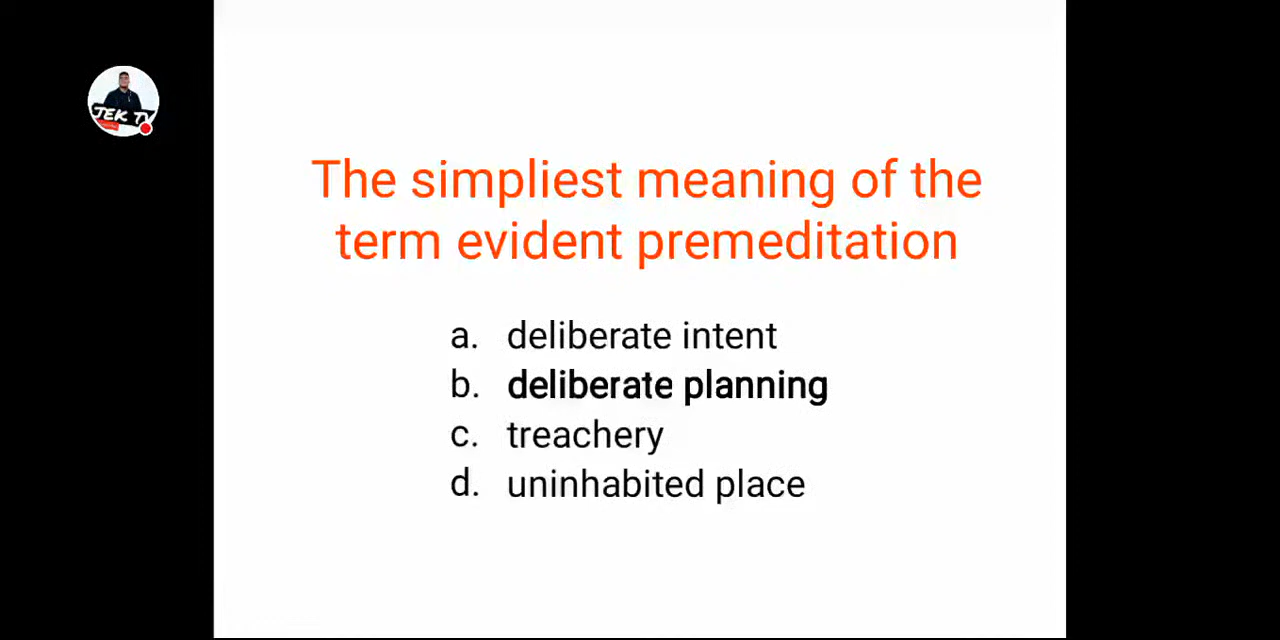 JEK TV
The simpliest meaning of the
term evident premeditation
a. deliberate intent
b. deliberate planning
c. treachery
d. uninhabited place